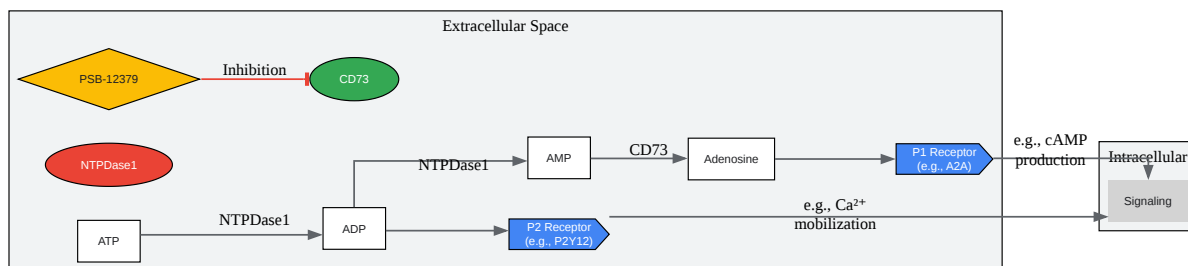 Extracellular Space
PSB-12379
Inhibition
CD73
NTPDase1
NTPDase1
AMP
CD73
Adenosine
P1 Receptor
(e.g., A2A)
e.g., cAMP
production
Intracellular
Signaling
ATP
NTPDase1
ADP
P2 Receptor
(e.g., P2Y12)
e.g., Ca²⁺
mobilization